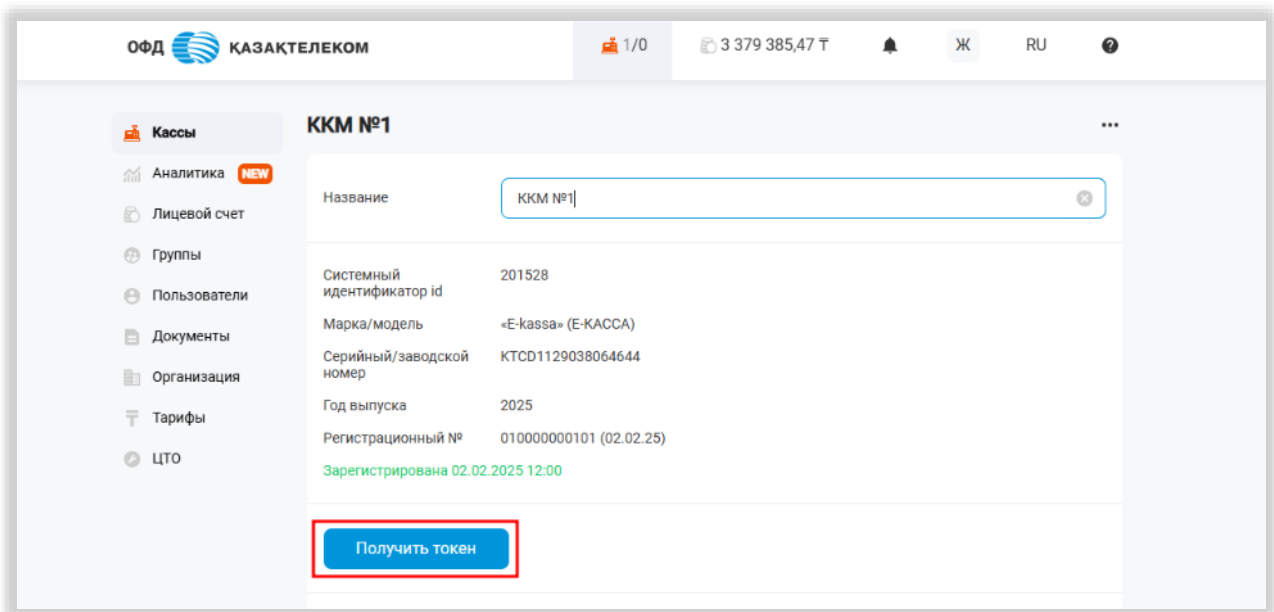 ОФД ҚАЗАҚТЕЛЕКОМ 1/0 3 379 385,47 ₸ Ж RU ?
Кассы
ККМ №1
Аналитика NEW
Название ККМ №1
Лицевой счет
Группы
Системный идентификатор id 201528
Пользователи
Марка/модель «E-kassa» (E-КАССА)
Документы
Серийный/заводской номер KTCD1129038064644
Организация
Год выпуска 2025
Тарифы
Регистрационный № 010000000101 (02.02.25)
ЦТО
Зарегистрирована 02.02.2025 12:00
Получить токен